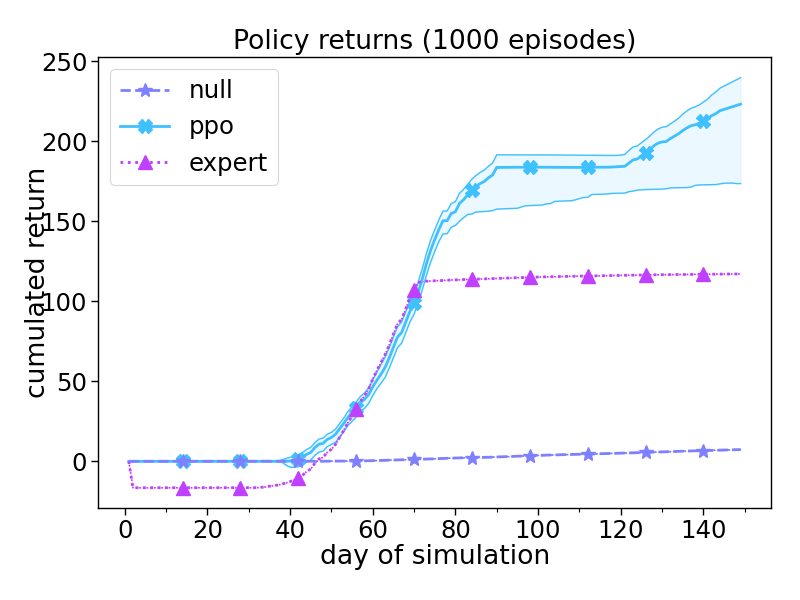 Policy returns (1000 episodes)
null
ppo
expert
cumulated return
250
200
150
100
50
0
0 20 40 60 80 100 120 140
day of simulation